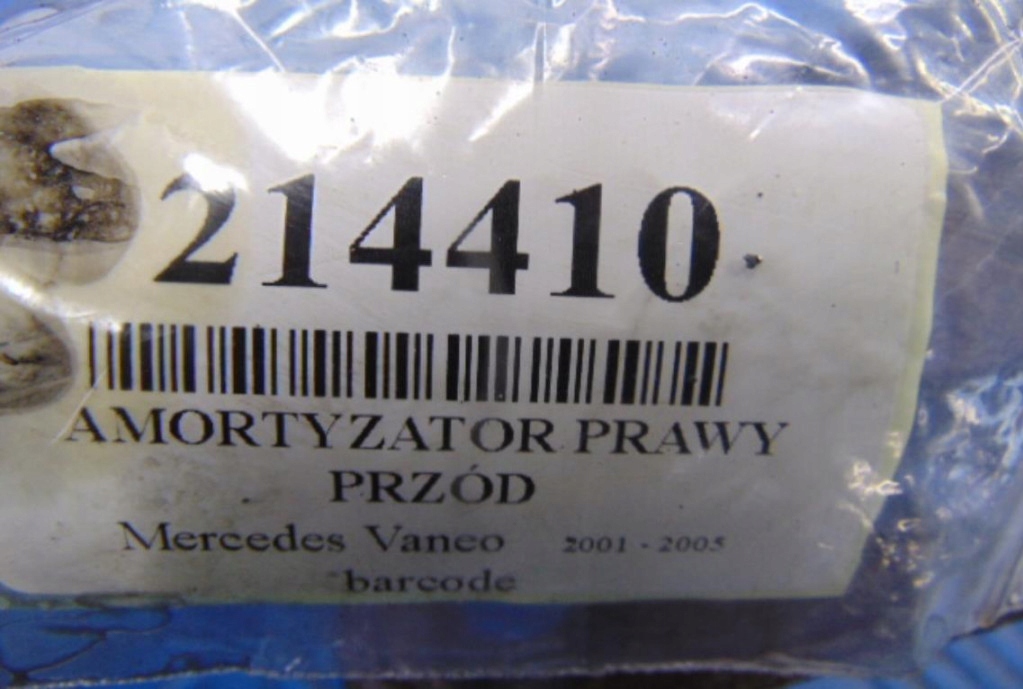 214410
AMORTYZATOR PRAWY
PRZÓD
Mercedes Vaneo 2001 - 2005
barcode